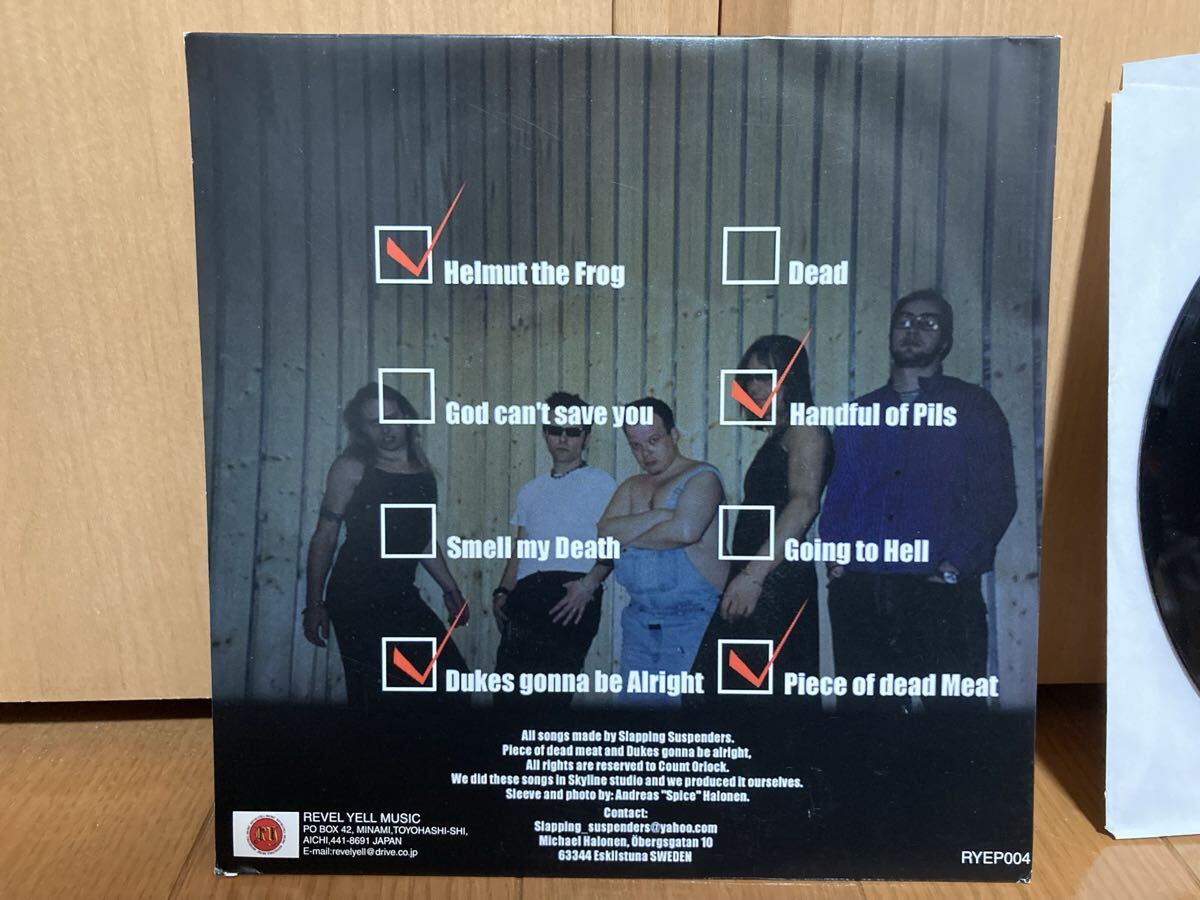 Helmut the Frog
Dead
God can't save you
Handful of Pils
Smell my Death
Going to Hell
Dukes gonna be Alright
Piece of dead Meat
All songs made by Slapping Suspenders.
Piece of dead meat and Dukes gonna be alright,
All rights are reserved to Count Orlock.
We did these songs in Skyline studio and we produced it ourselves.
Sleeve and photo by: Andreas "Spice" Halonen.
Contact:
Slapping_suspenders@yahoo.com
Michael Halonen, Öbergsgatan 10
63344 Eskilstuna SWEDEN
REVEL YELL MUSIC
PO BOX 42, MINAMI,TOYOHASHI-SHI,
AICHI,441-8691 JAPAN
E-mail:revelyell@drive.co.jp
RYEP004